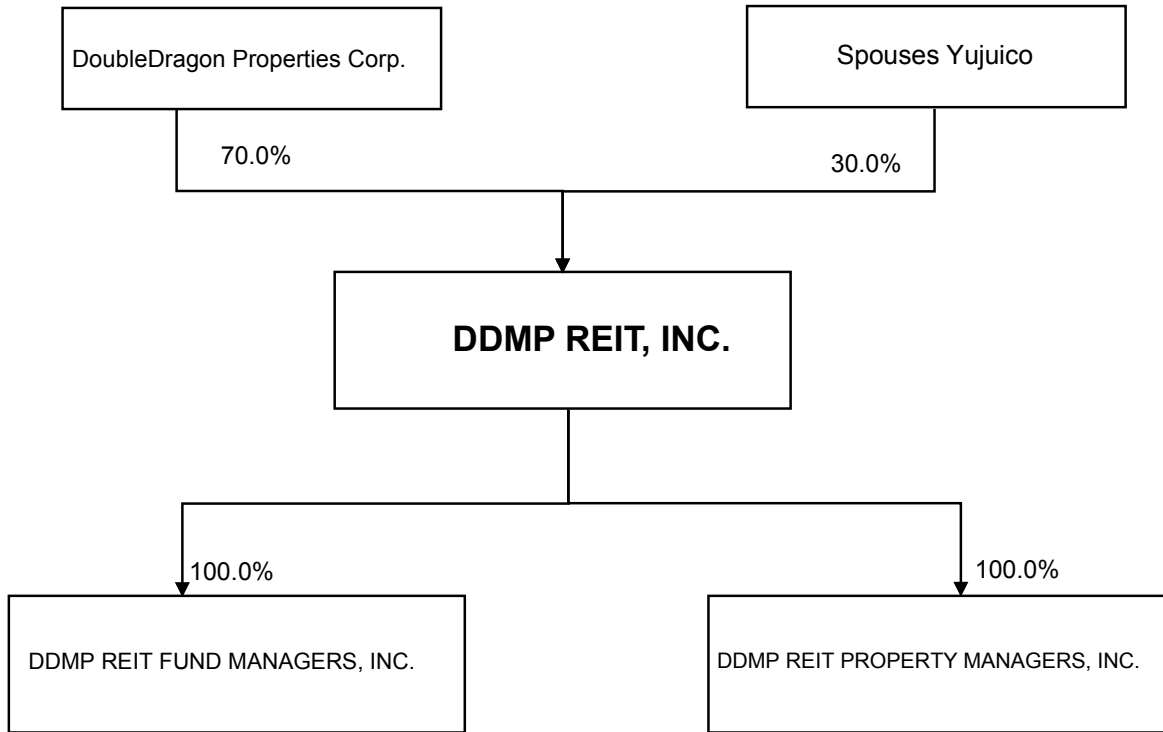 DoubleDragon Properties Corp.
Spouses Yujuico
70.0%
30.0%
DDMP REIT, INC.
100.0%
100.0%
DDMP REIT FUND MANAGERS, INC.
DDMP REIT PROPERTY MANAGERS, INC.